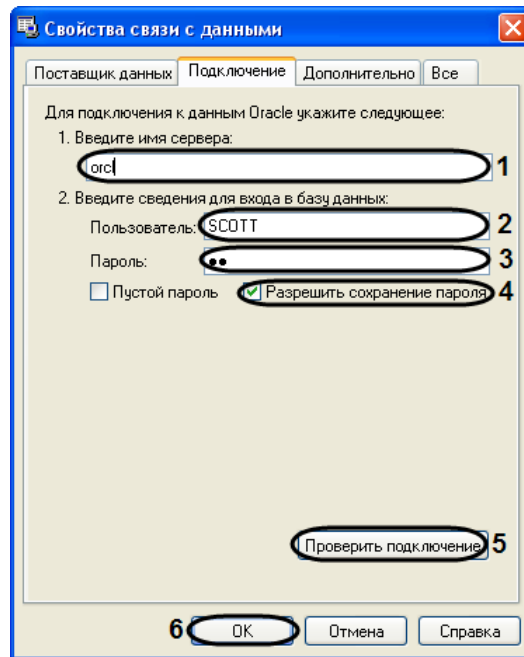 Свойства связи с данными
Поставщик данных Подключение Дополнительно Все
Для подключения к данным Oracle укажите следующее:
1. Введите имя сервера:
orcl 1
2. Введите сведения для входа в базу данных:
Пользователь: SCOTT 2
Пароль: •• 3
Пустой пароль Разрешить сохранение пароля 4
Проверить подключение 5
6 OK Отмена Справка